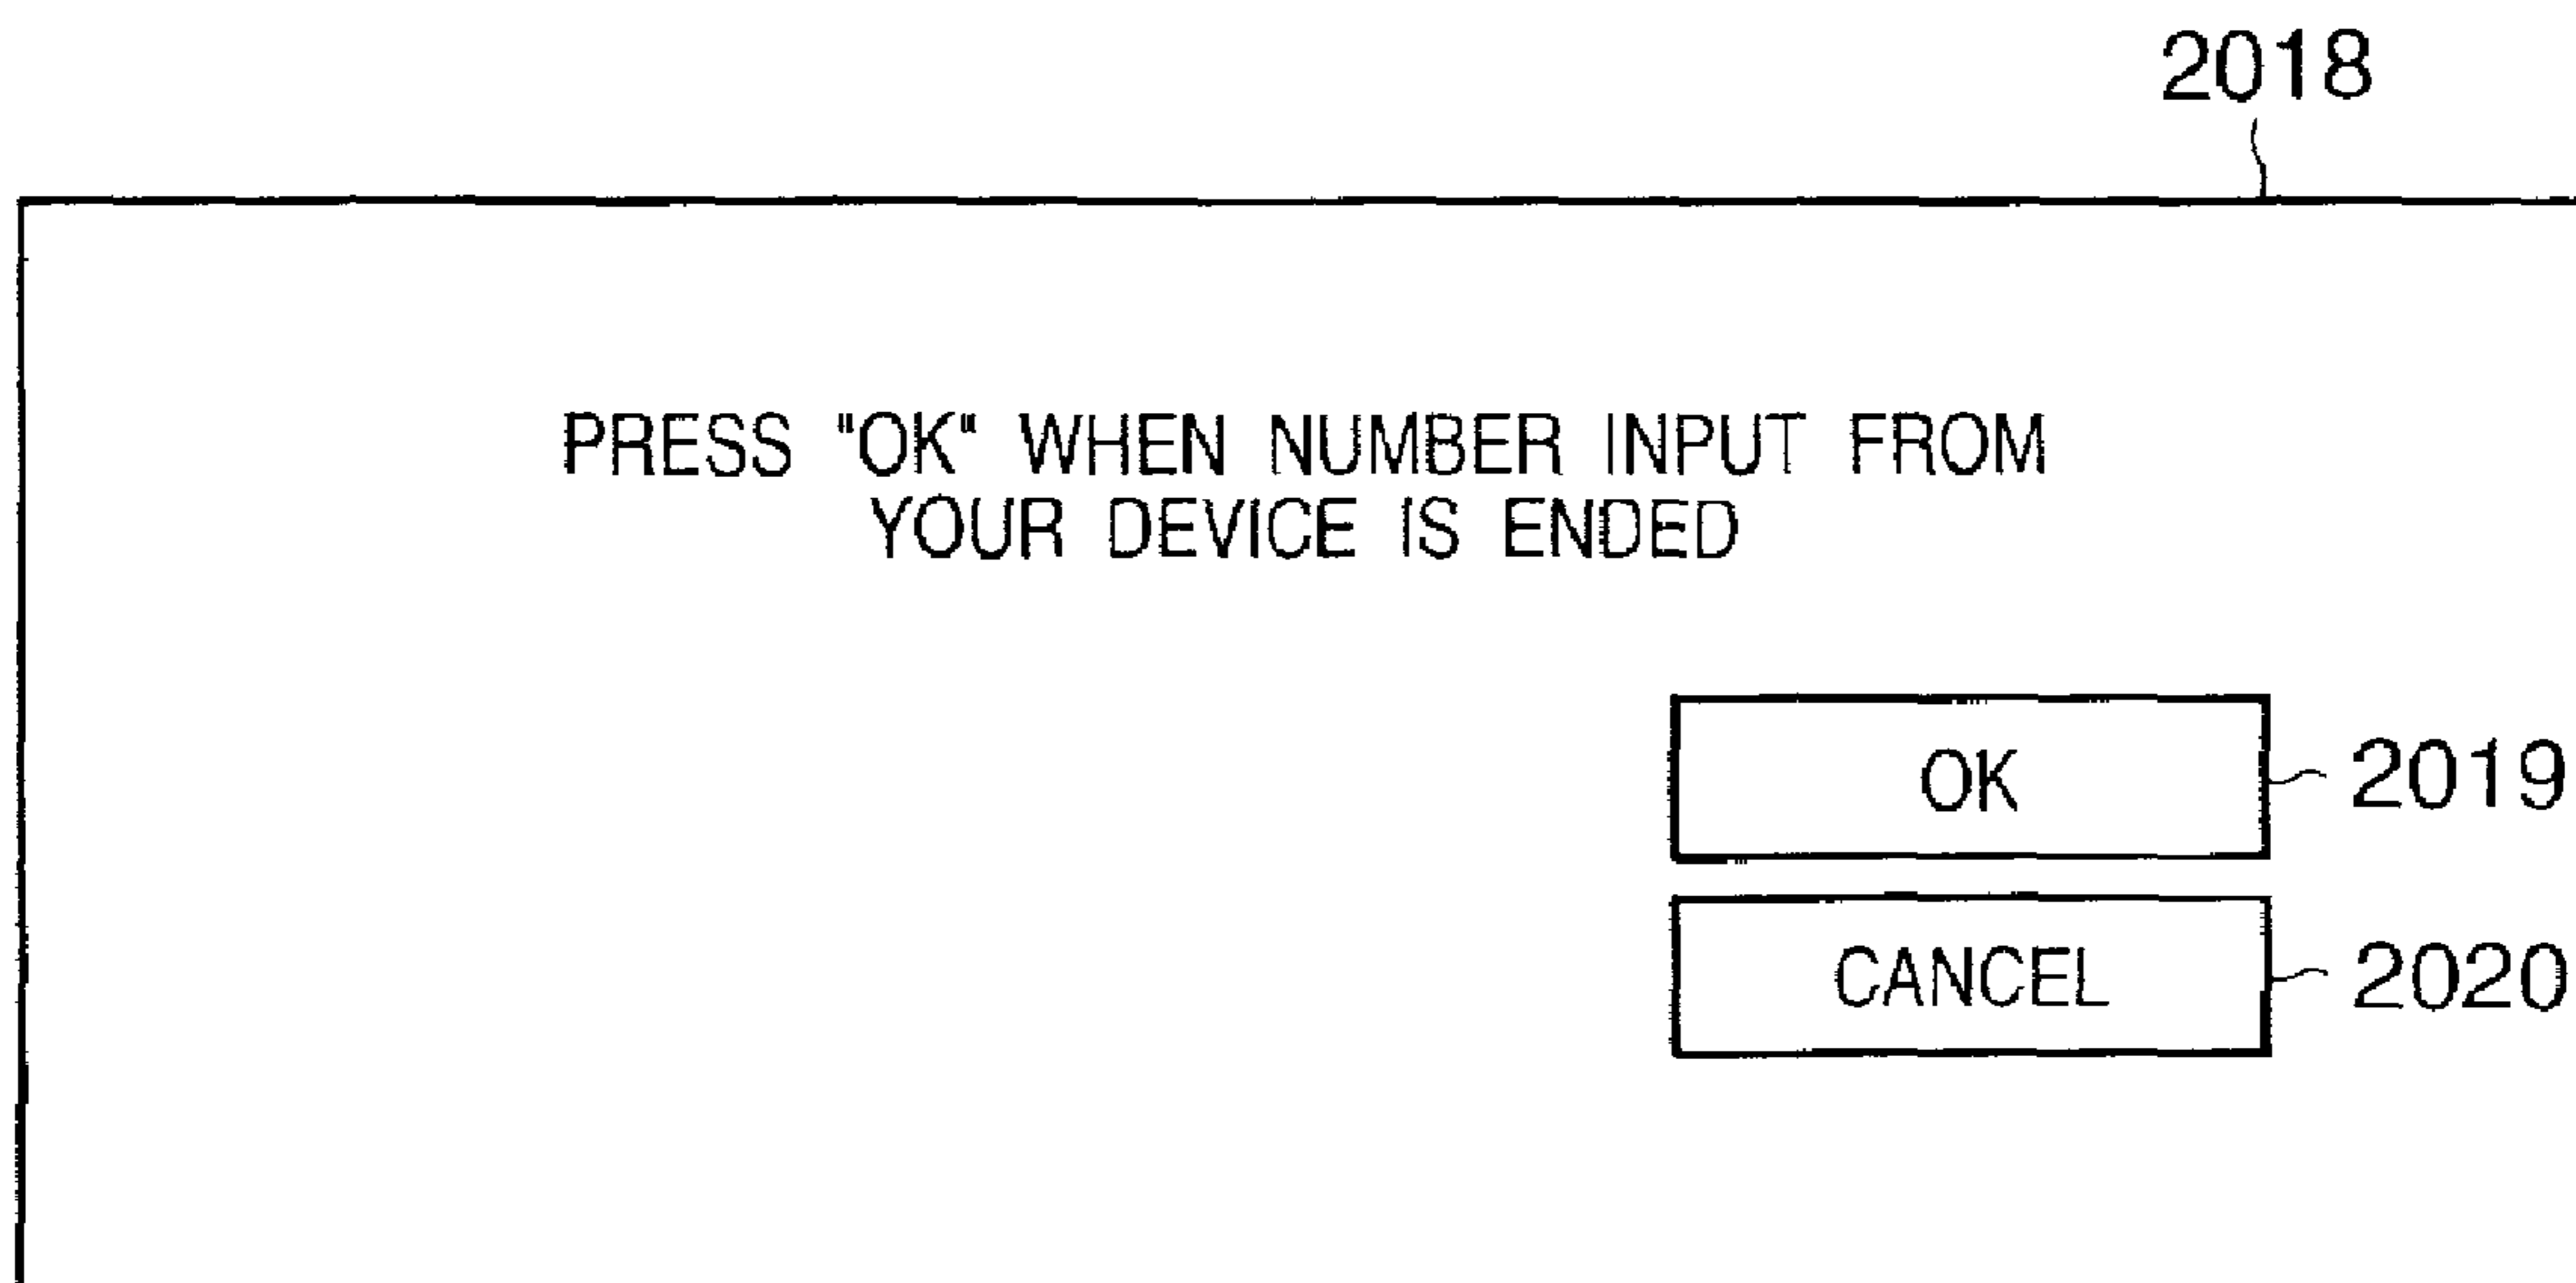 2018
PRESS "OK" WHEN NUMBER INPUT FROM
YOUR DEVICE IS ENDED
OK
2019
CANCEL
2020